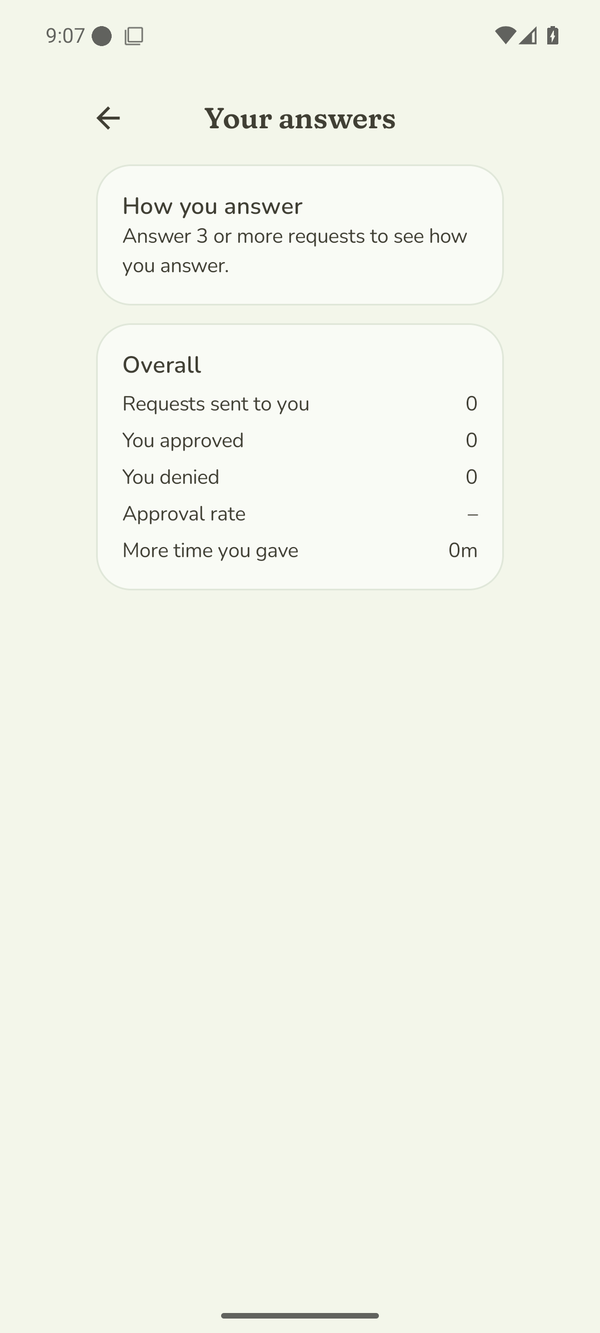 9:07
Your answers
How you answer
Answer 3 or more requests to see how
you answer.
Overall
Requests sent to you 0
You approved 0
You denied 0
Approval rate –
More time you gave 0m